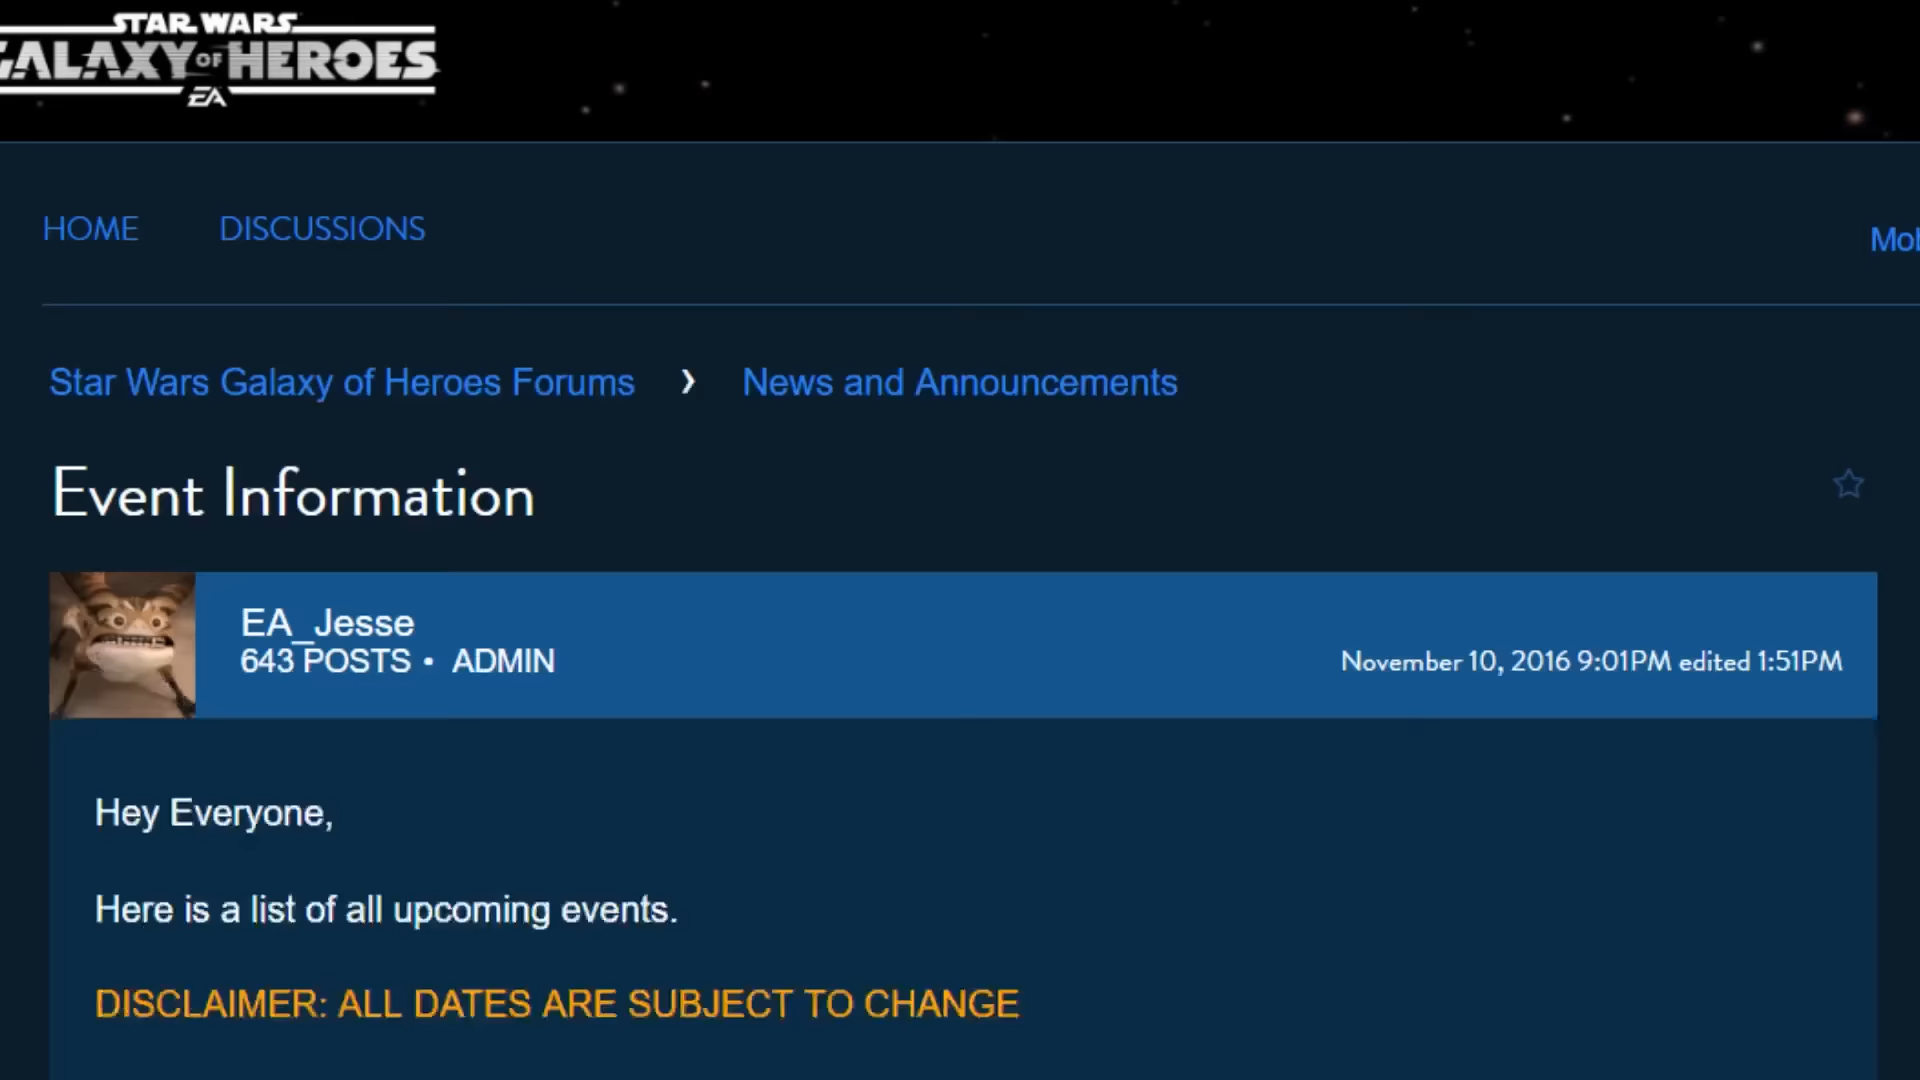 STAR WARS
GALAXY OF HEROES
EA
HOME DISCUSSIONS
Star Wars Galaxy of Heroes Forums › News and Announcements
Event Information
EA_Jesse
643 POSTS • ADMIN
November 10, 2016 9:01PM edited 1:51PM
Hey Everyone,
Here is a list of all upcoming events.
DISCLAIMER: ALL DATES ARE SUBJECT TO CHANGE